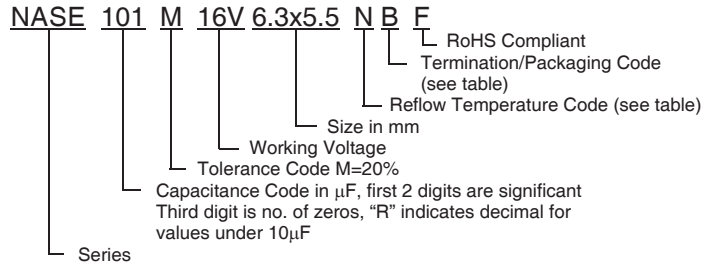 NASE 101 M 16V 6.3x5.5 N B F
RoHS Compliant
Termination/Packaging Code
(see table)
Reflow Temperature Code (see table)
Size in mm
Working Voltage
Tolerance Code M=20%
Capacitance Code in μF, first 2 digits are significant
Third digit is no. of zeros, “R” indicates decimal for
values under 10μF
Series